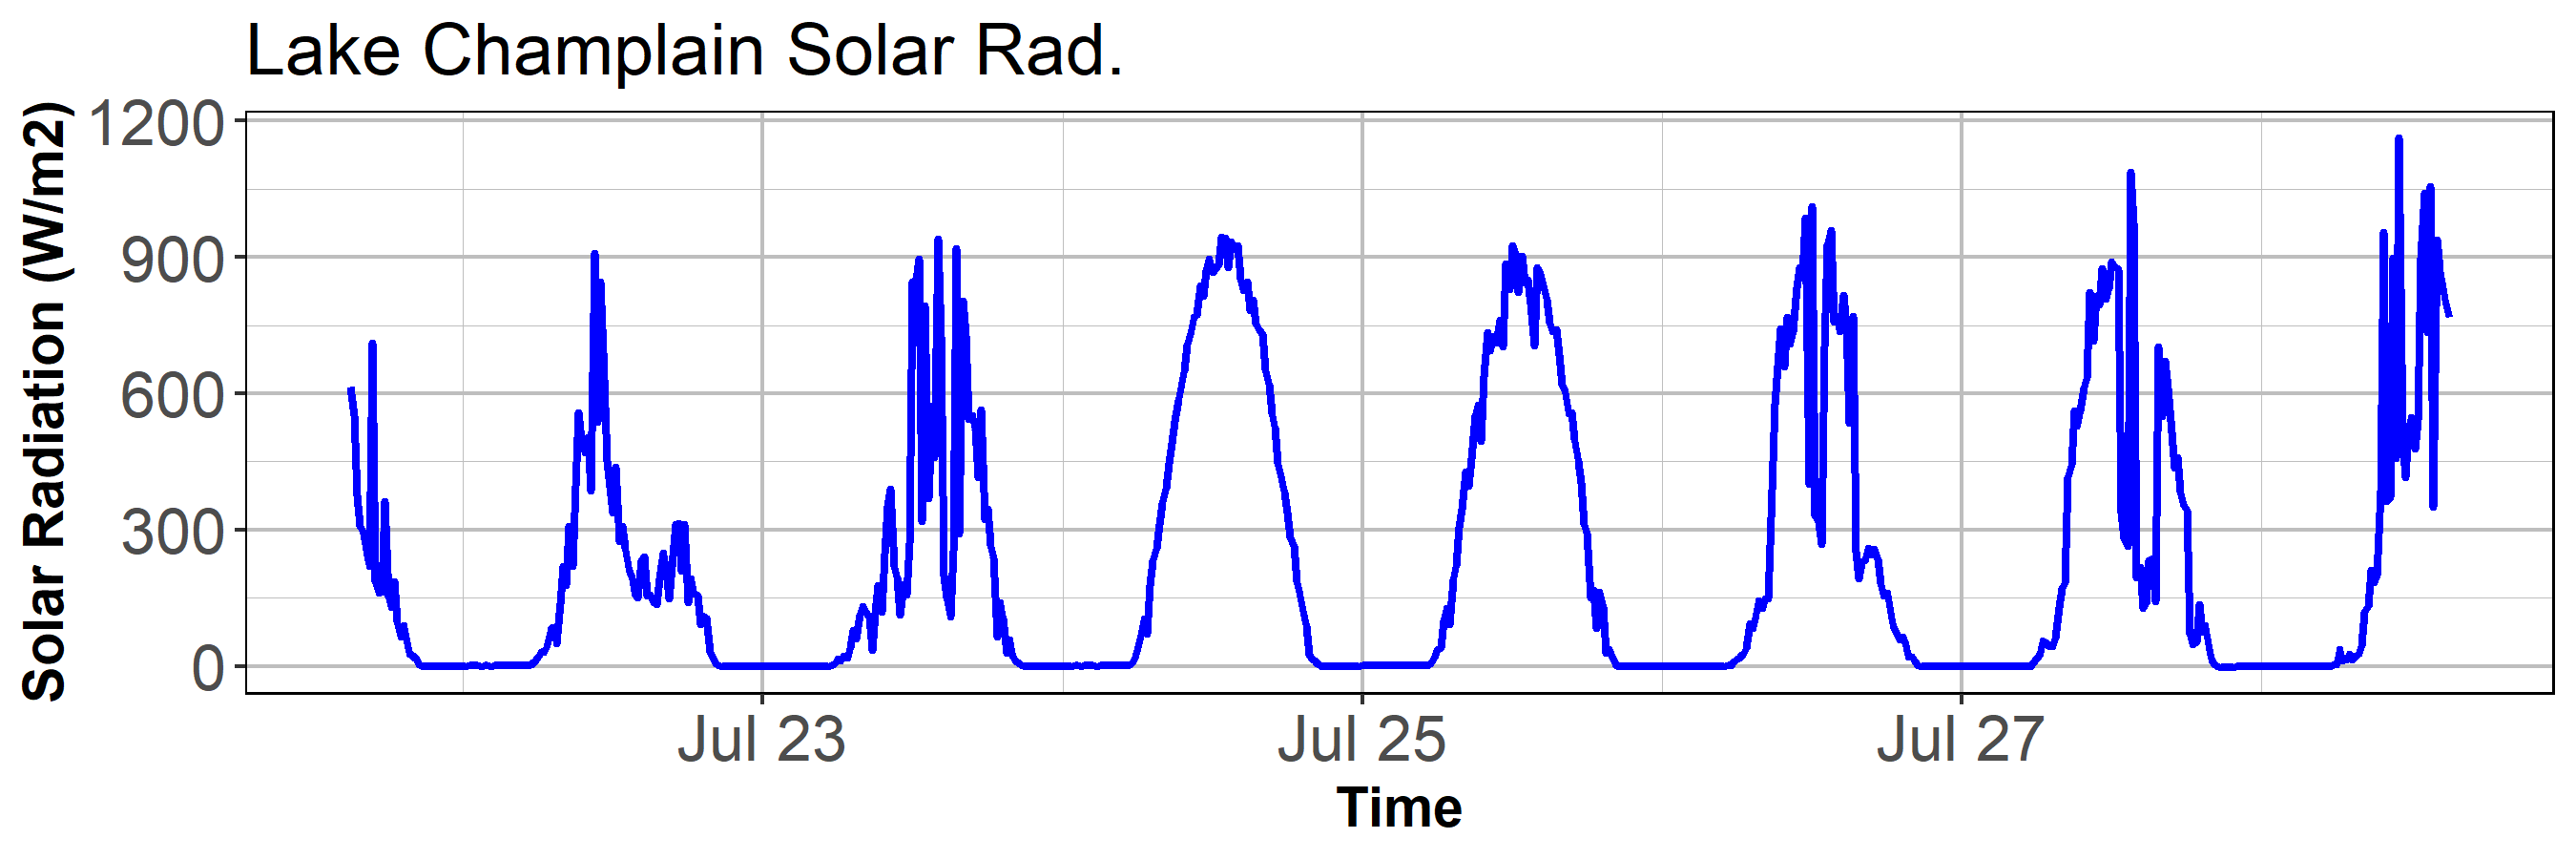 Lake Champlain Solar Rad.
Solar Radiation (W/m2)
1200
900
600
300
0
Jul 23 Jul 25 Jul 27
Time